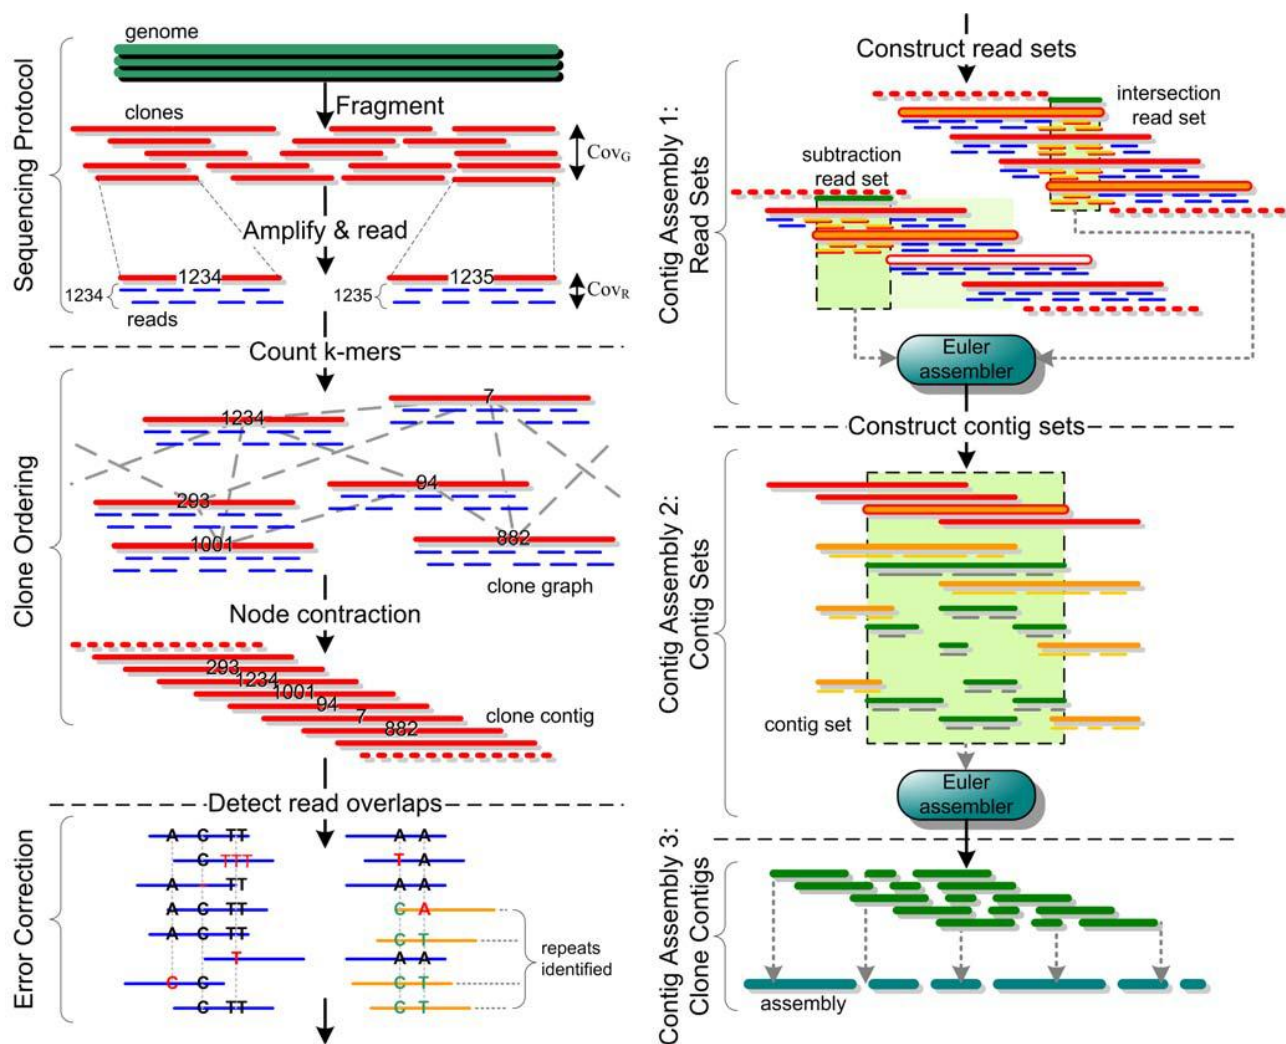 Sequencing Protocol
genome
Fragment
clones
CovG
Amplify & read
1234
1235
1234
1235
CovR
reads
Count k-mers
Clone Ordering
1234
7
293
94
1001
882
clone graph
Node contraction
293
1234
1001
94
7
882
clone contig
Detect read overlaps
Error Correction
A G TT
G TTT
A - TT
A G TT
A G TT
T
G G
G TT
A A
T A
A A
G A
G T
A A
G T
G T
repeats
identified
Construct read sets
Contig Assembly 1:
Read Sets
intersection
read set
subtraction
read set
Euler
assembler
Construct contig sets
Contig Assembly 2:
Contig Sets
contig set
Euler
assembler
Contig Assembly 3:
Clone Contigs
assembly